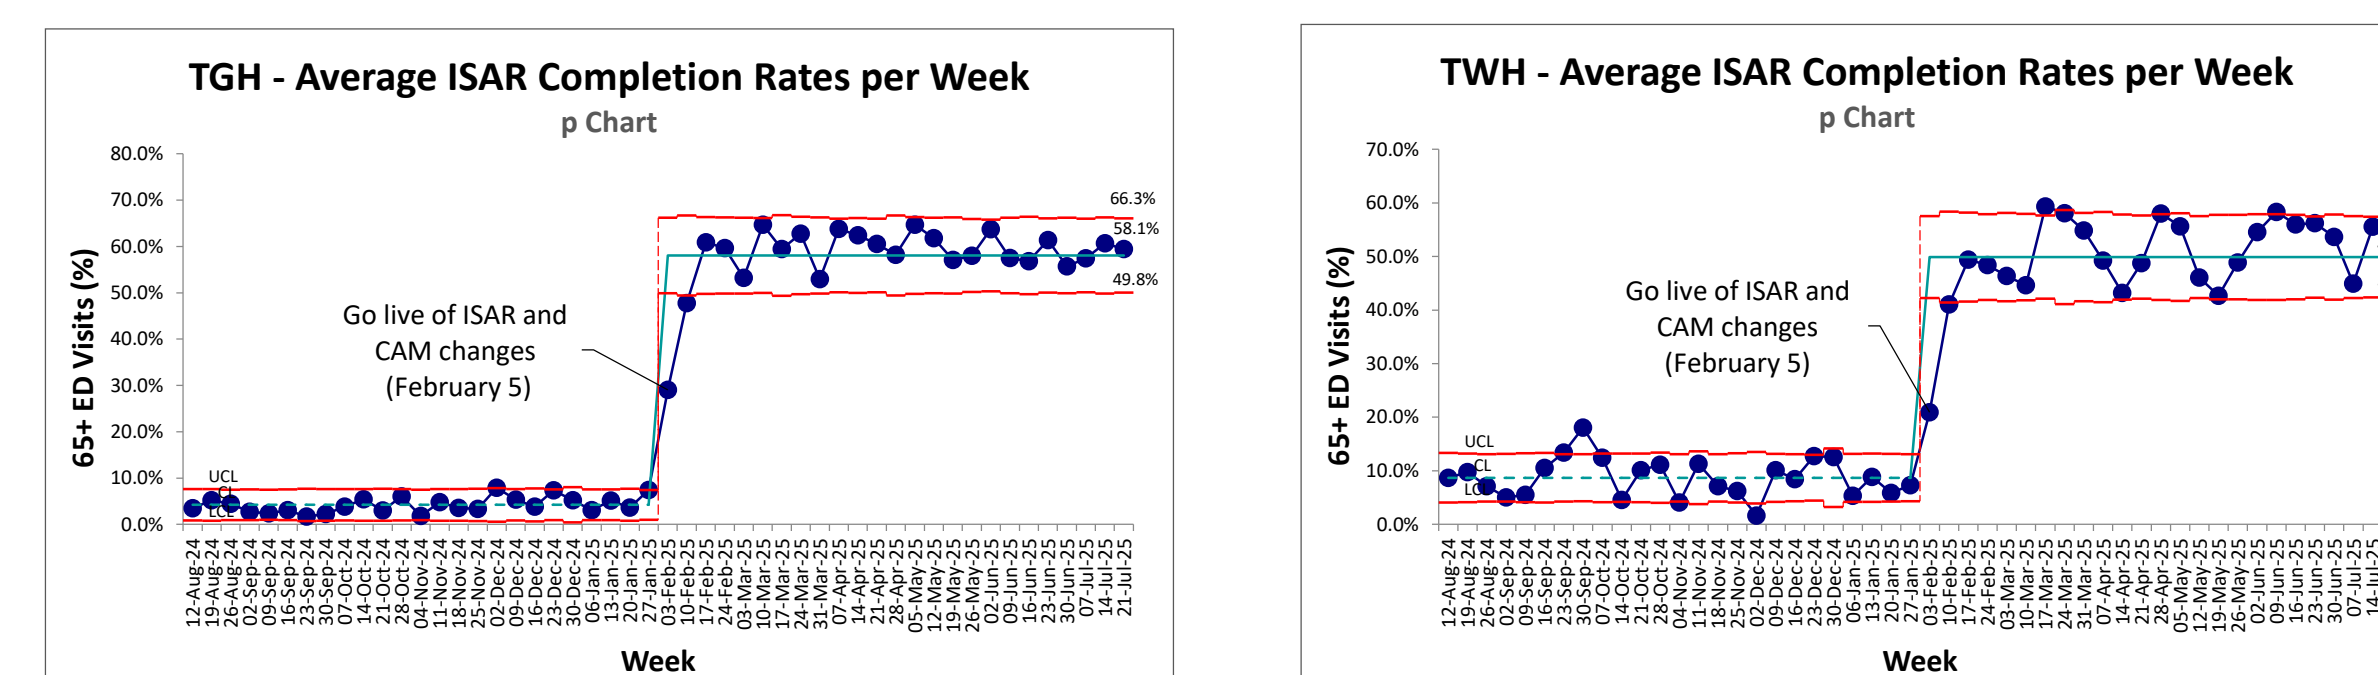 TGH - Average ISAR Completion Rates per Week
p Chart
65+ ED Visits (%)
80.0%
70.0%
60.0%
50.0%
40.0%
30.0%
20.0%
10.0%
0.0%
Go live of ISAR and
CAM changes
(February 5)
66.3%
58.1%
49.8%
UCL
CL
LCL
12-Aug-24
19-Aug-24
26-Aug-24
02-Sep-24
09-Sep-24
16-Sep-24
23-Sep-24
30-Sep-24
07-Oct-24
14-Oct-24
21-Oct-24
28-Oct-24
04-Nov-24
11-Nov-24
18-Nov-24
25-Nov-24
02-Dec-24
09-Dec-24
16-Dec-24
23-Dec-24
30-Dec-24
06-Jan-25
13-Jan-25
20-Jan-25
27-Jan-25
03-Feb-25
10-Feb-25
17-Feb-25
24-Feb-25
03-Mar-25
10-Mar-25
17-Mar-25
24-Mar-25
31-Mar-25
07-Apr-25
14-Apr-25
21-Apr-25
28-Apr-25
05-May-25
12-May-25
19-May-25
26-May-25
02-Jun-25
09-Jun-25
16-Jun-25
23-Jun-25
30-Jun-25
07-Jul-25
14-Jul-25
21-Jul-25
Week
TWH - Average ISAR Completion Rates per Week
p Chart
65+ ED Visits (%)
70.0%
60.0%
50.0%
40.0%
30.0%
20.0%
10.0%
0.0%
Go live of ISAR and
CAM changes
(February 5)
UCL
CL
LCL
12-Aug-24
19-Aug-24
26-Aug-24
02-Sep-24
09-Sep-24
16-Sep-24
23-Sep-24
30-Sep-24
07-Oct-24
14-Oct-24
21-Oct-24
28-Oct-24
04-Nov-24
11-Nov-24
18-Nov-24
25-Nov-24
02-Dec-24
09-Dec-24
16-Dec-24
23-Dec-24
30-Dec-24
06-Jan-25
13-Jan-25
20-Jan-25
27-Jan-25
03-Feb-25
10-Feb-25
17-Feb-25
24-Feb-25
03-Mar-25
10-Mar-25
17-Mar-25
24-Mar-25
31-Mar-25
07-Apr-25
14-Apr-25
21-Apr-25
28-Apr-25
05-May-25
12-May-25
19-May-25
26-May-25
02-Jun-25
09-Jun-25
16-Jun-25
23-Jun-25
30-Jun-25
07-Jul-25
14-Jul-25
Week